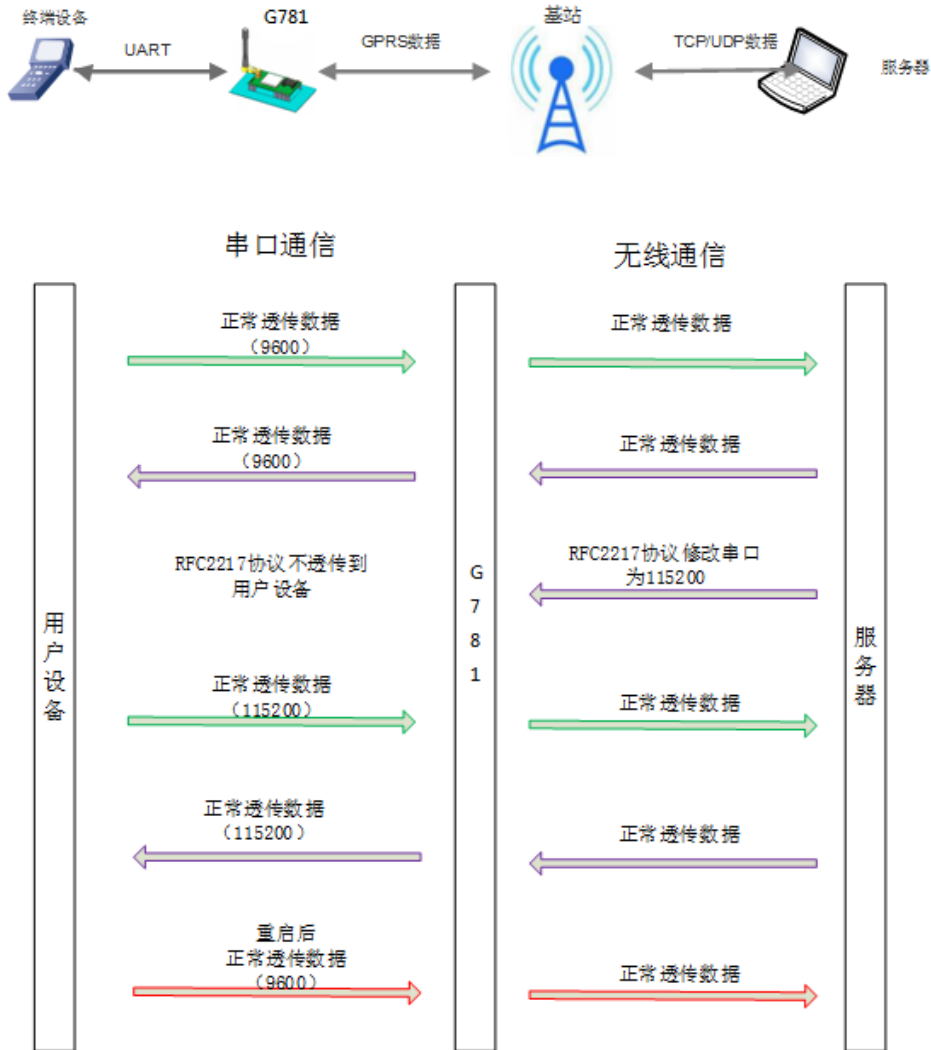 终端设备
G781
基站
UART
GPRS数据
TCP/UDP数据
服务器
串口通信
无线通信
正常透传数据
（9600）
正常透传数据
正常透传数据
（9600）
正常透传数据
RFC2217协议不透传到
用户设备
RFC2217协议修改串口
为115200
G
7
8
1
用
户
设
备
服
务
器
正常透传数据
（115200）
正常透传数据
正常透传数据
（115200）
正常透传数据
重启后
正常透传数据
（9600）
正常透传数据